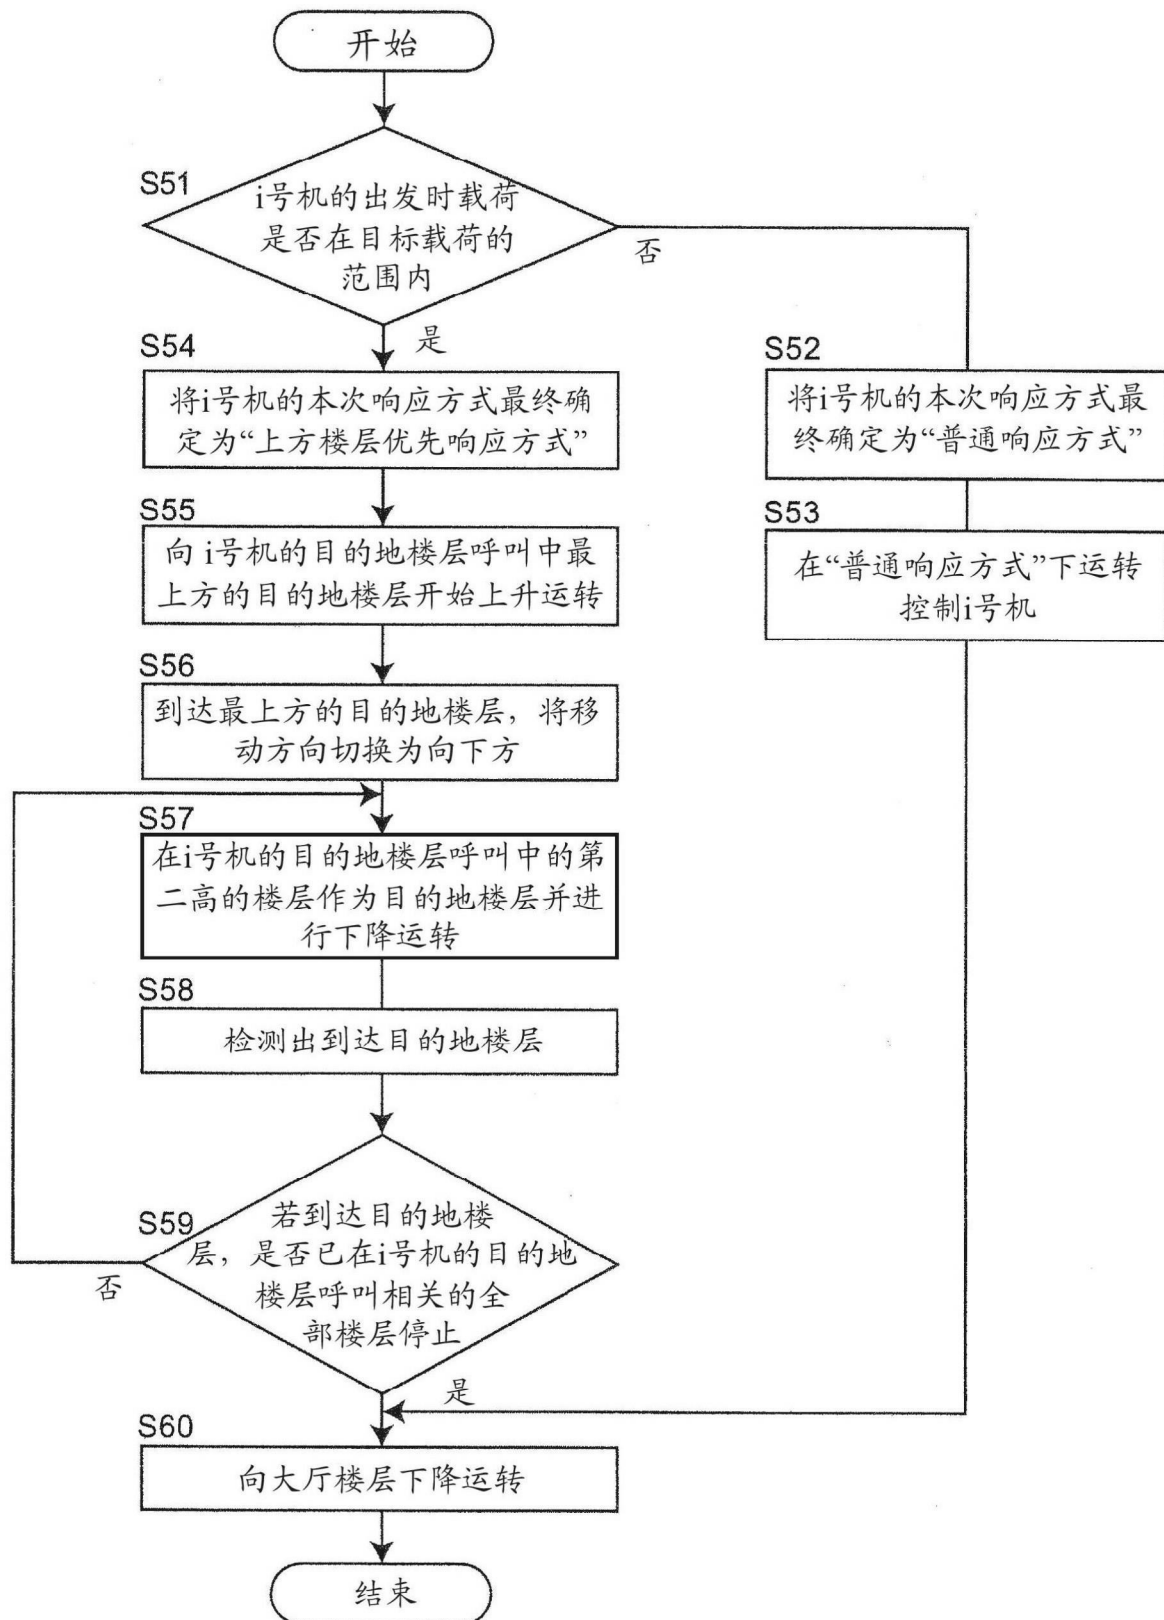 开始
S51
i号机的出发时载荷
是否在目标载荷的
范围内
否
是
S54
将i号机的本次响应方式最终确
定为“上方楼层优先响应方式”
S52
将i号机的本次响应方式最
终确定为“普通响应方式”
S55
向 i号机的目的地楼层呼叫中最
上方的目的地楼层开始上升运转
S53
在“普通响应方式”下运转
控制i号机
S56
到达最上方的目的地楼层，将移
动方向切换为向下方
S57
在i号机的目的地楼层呼叫中的第
二高的楼层作为目的地楼层并进
行下降运转
S58
检测出到达目的地楼层
S59
若到达目的地楼
层，是否已在i号机的目的地
楼层呼叫相关的全
部楼层停止
否
是
S60
向大厅楼层下降运转
结束